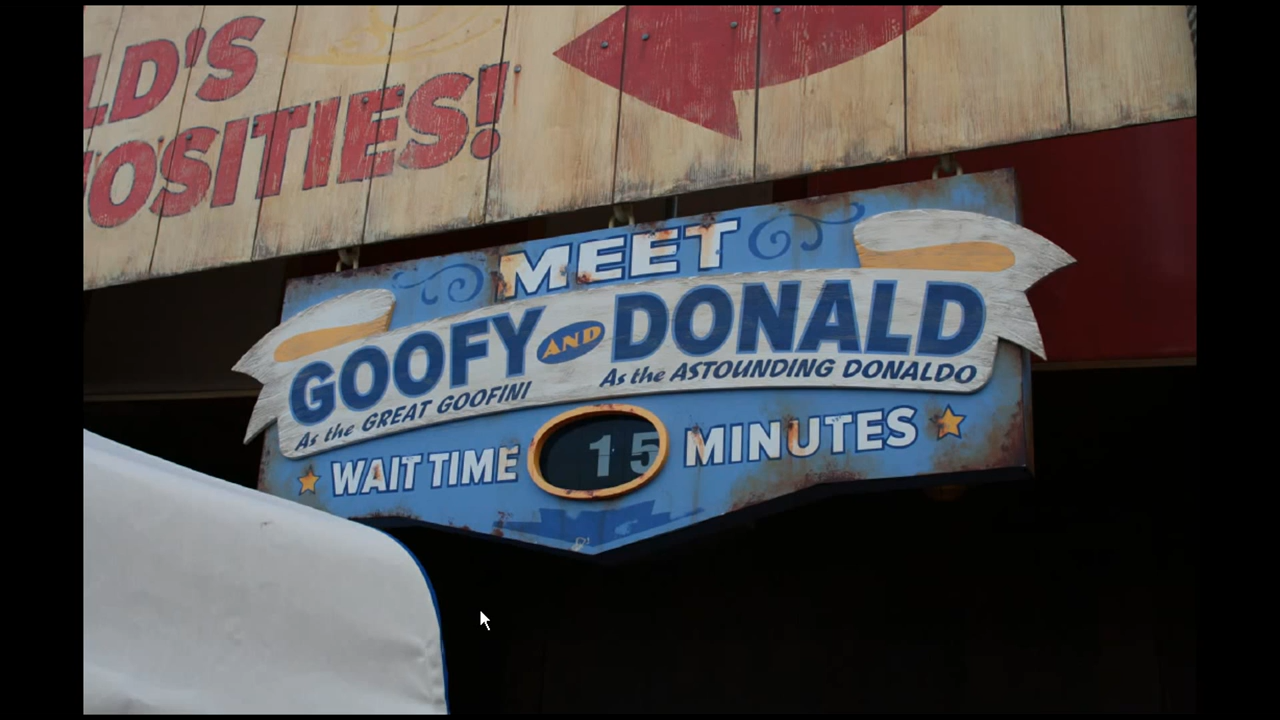 LD'S
OSITIES!
MEET
GOOFY AND DONALD
As the GREAT GOOFINI As the ASTOUNDING DONALDO
WAIT TIME 15 MINUTES